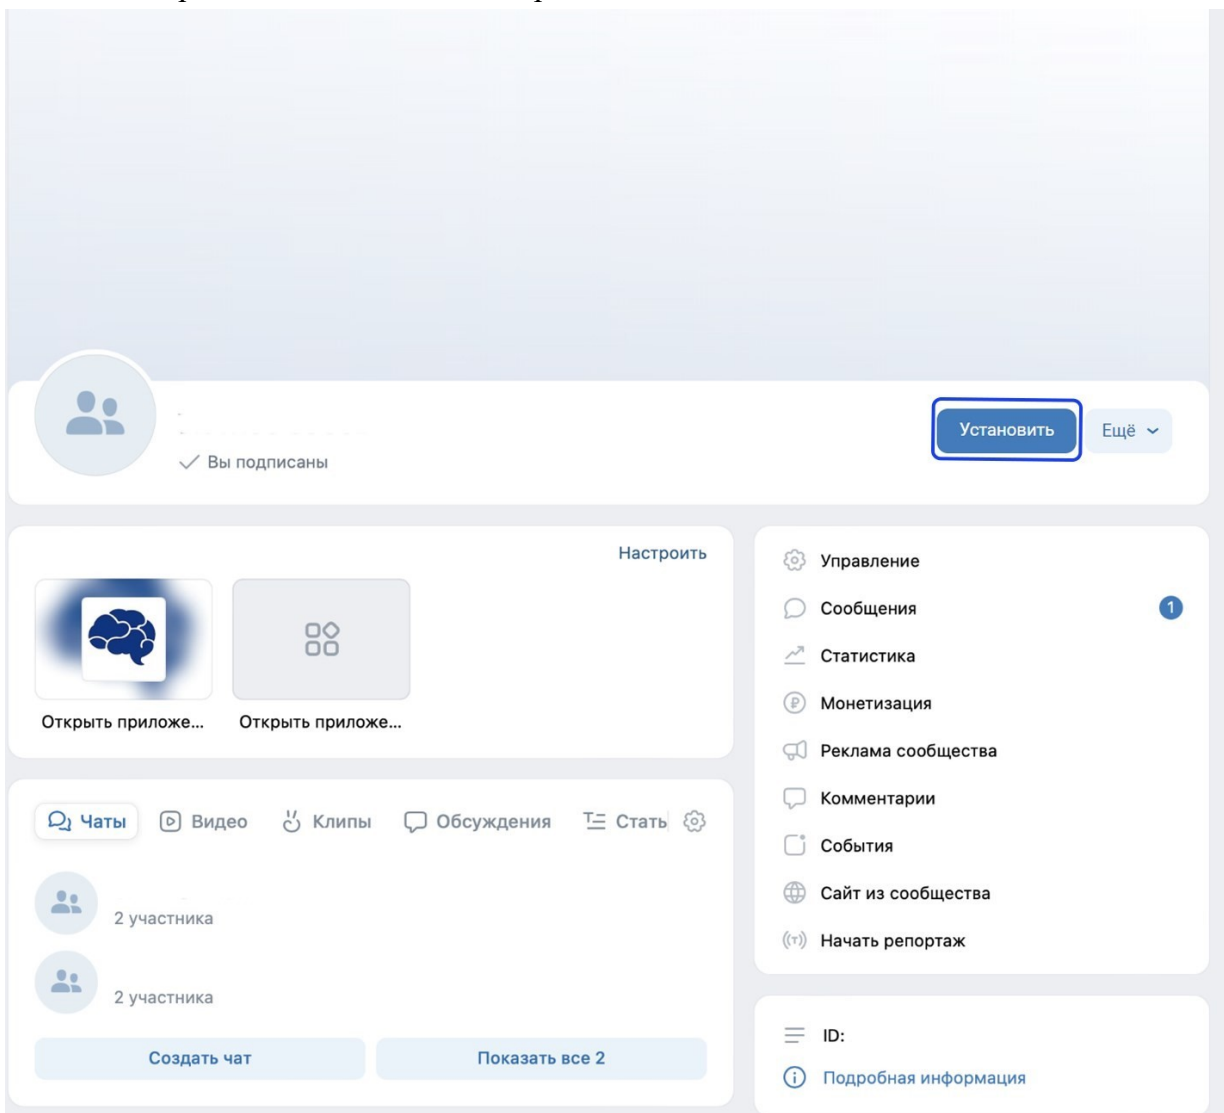 Установить
Ещё
Вы подписаны
Настроить
Открыть приложе...
Открыть приложе...
Чаты
Видео
Клипы
Обсуждения
Стать
2 участника
2 участника
Создать чат
Показать все 2
Управление
Сообщения 1
Статистика
Монетизация
Реклама сообщества
Комментарии
События
Сайт из сообщества
Начать репортаж
ID:
Подробная информация